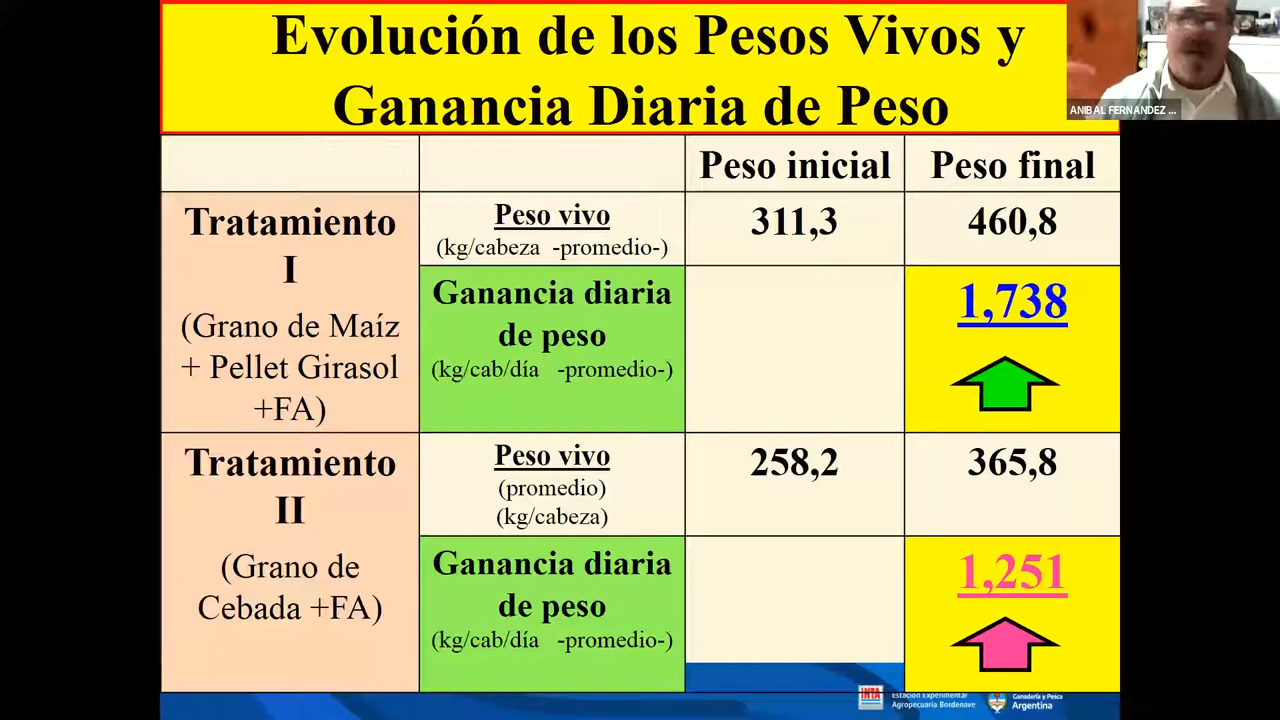 Evolución de los Pesos Vivos y
Ganancia Diaria de Peso
ANIBAL FERNANDEZ ...
Peso inicial
Peso final
Tratamiento
I
(Grano de Maíz
+ Pellet Girasol
+FA)
Peso vivo
(kg/cabeza -promedio-)
311,3
460,8
Ganancia diaria
de peso
(kg/cab/día -promedio-)
1,738
Tratamiento
II
(Grano de
Cebada +FA)
Peso vivo
(promedio)
(kg/cabeza)
258,2
365,8
Ganancia diaria
de peso
(kg/cab/día -promedio-)
1,251
INTA
Estación Experimental
Agropecuaria Bordenave
Ganadería y Pesca
Argentina